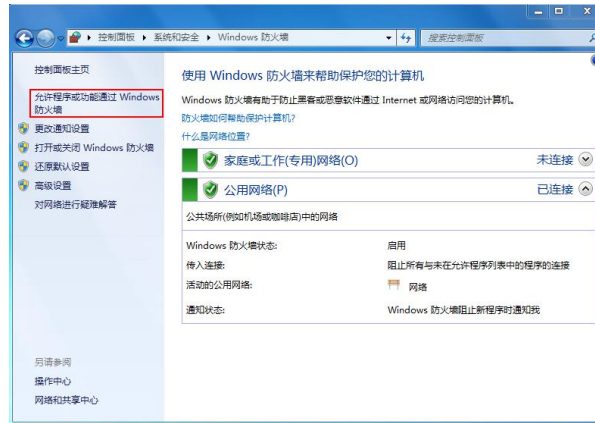 控制面板 ▸ 系统和安全 ▸ Windows 防火墙
搜索控制面板
控制面板主页
允许程序或功能通过 Windows
防火墙
更改通知设置
打开或关闭 Windows 防火墙
还原默认设置
高级设置
对网络进行疑难解答
另请参阅
操作中心
网络和共享中心
使用 Windows 防火墙来帮助保护您的计算机
Windows 防火墙有助于防止黑客或恶意软件通过 Internet 或网络访问您的计算机。
防火墙如何帮助保护计算机?
什么是网络位置?
家庭或工作(专用)网络(O) 未连接
公用网络(P) 已连接
公共场所(例如机场或咖啡店)中的网络
Windows 防火墙状态: 启用
传入连接: 阻止所有与未在允许程序列表中的程序的连接
活动的公用网络: 网络
通知状态: Windows 防火墙阻止新程序时通知我